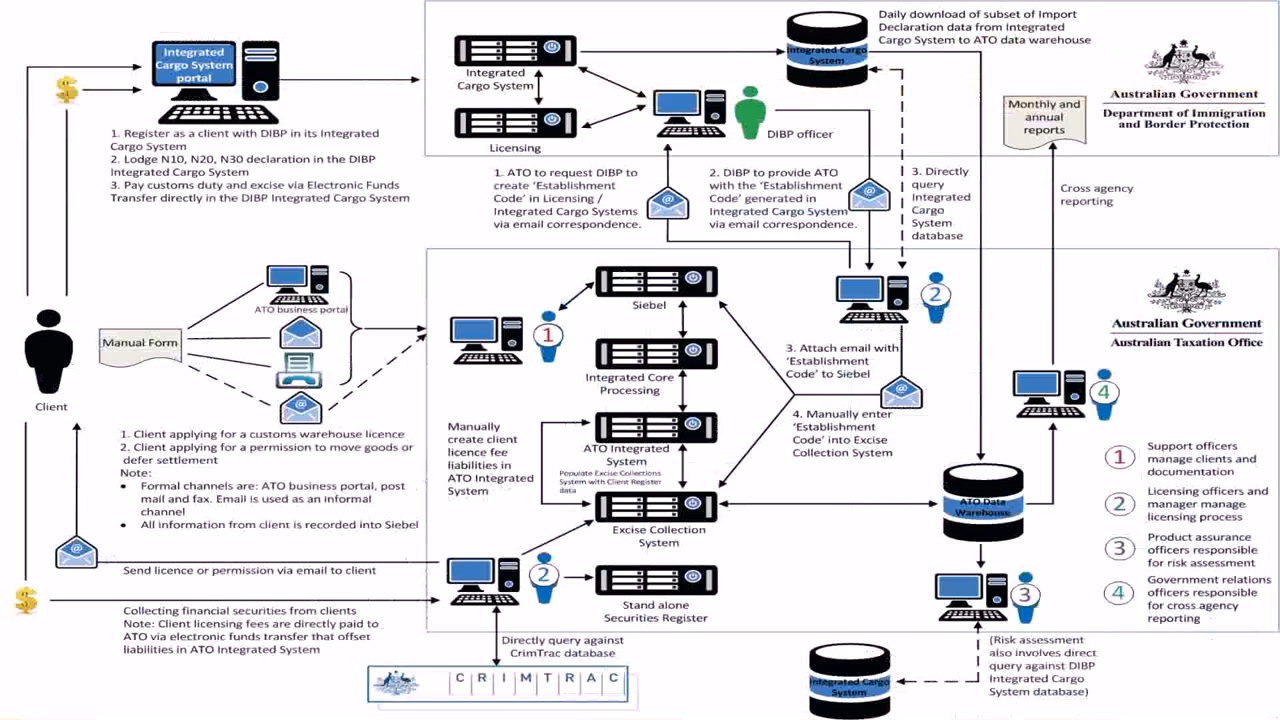 Integrated
Cargo System
portal
1. Register as a client with DIBP in its Integrated
Cargo System
2. Lodge N10, N20, N30 declaration in the DIBP
Integrated Cargo System
3. Pay customs duty and excise via Electronic Funds
Transfer directly in the DIBP Integrated Cargo System
Integrated
Cargo System
Licensing
Integrated Cargo
System
Daily download of subset of Import
Declaration data from Integrated
Cargo System to ATO data warehouse
DIBP officer
Monthly and
annual
reports
Australian Government
Department of Immigration
and Border Protection
1. ATO to request DIBP to
create ‘Establishment
Code’ in Licensing /
Integrated Cargo Systems
via email correspondence.
@
2. DIBP to provide ATO
with the ‘Establishment
Code’ generated in
Integrated Cargo System
via email correspondence.
@
3. Directly
query
Integrated
Cargo
System
database
Cross agency
reporting
Client
Manual Form
ATO business portal
@
1. Client applying for a customs warehouse licence
2. Client applying for a permission to move goods or
defer settlement
Note:
• Formal channels are: ATO business portal, post
mail and fax. Email is used as an informal
channel
• All information from client is recorded into Siebel
1
Siebel
Integrated Core
Processing
ATO Integrated
System
Populate Excise Collections
System with Client Register
data
Excise Collection
System
Manually
create client
licence fee
liabilities in
ATO Integrated
System
2
3. Attach email with
‘Establishment
Code’ to Siebel
@
4. Manually enter
‘Establishment
Code’ into Excise
Collection System
Australian Government
Australian Taxation Office
4
ATO Data
Warehouse
1
Support officers
manage clients and
documentation
2
Licensing officers and
manager manage
licensing process
3
Product assurance
officers responsible
for risk assessment
4
Government relations
officers responsible
for cross agency
reporting
@
Send licence or permission via email to client
2
Stand alone
Securities Register
3
Collecting financial securities from clients
Note: Client licensing fees are directly paid to
ATO via electronic funds transfer that offset
liabilities in ATO Integrated System
Directly query against
CrimTrac database
CRIMTRAC
Integrated Cargo
System
(Risk assessment
also involves direct
query against DIBP
Integrated Cargo
System database)